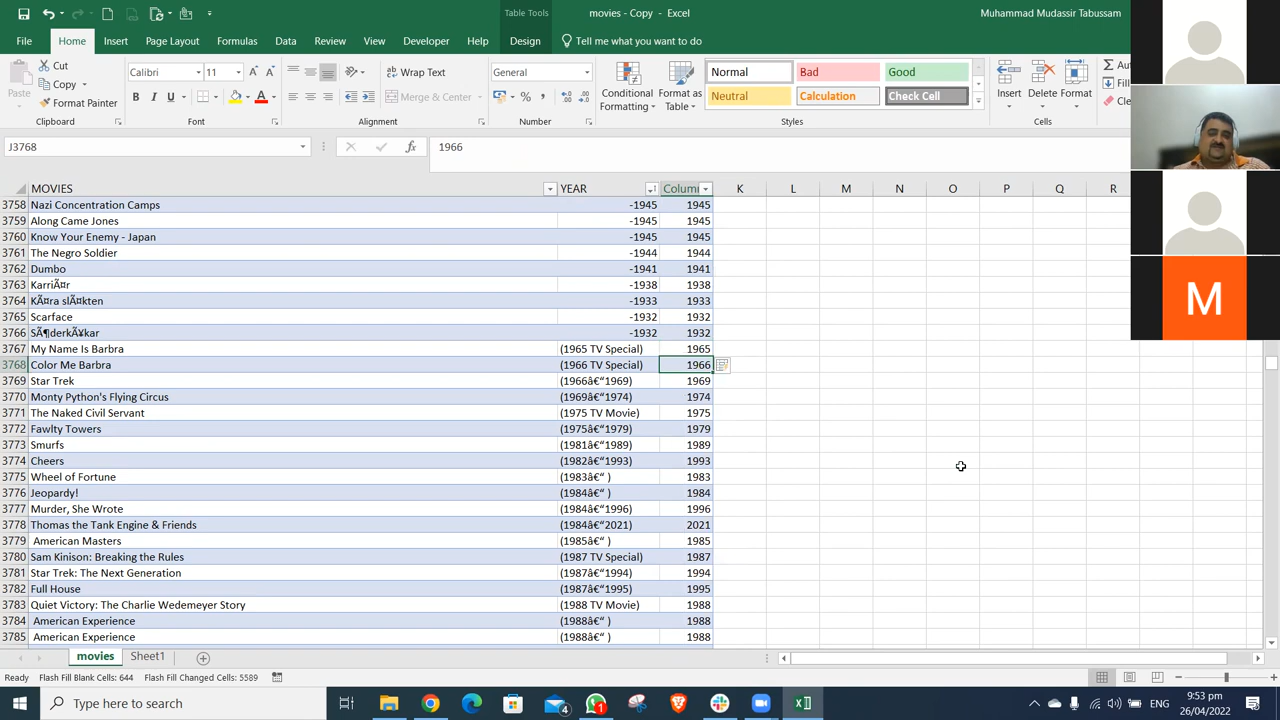 Table Tools
movies - Copy - Excel
Muhammad Mudassir Tabussam
File Home Insert Page Layout Formulas Data Review View Developer Help Design Tell me what you want to do
Cut
Copy
Format Painter
Paste
Clipboard
Calibri 11
B I U
Font
Wrap Text
Merge & Center
Alignment
General
Number
Conditional Formatting
Format as Table
Normal Bad Good
Neutral Calculation Check Cell
Styles
Insert Delete Format
Cells
J3768 fx 1966
MOVIES YEAR Colum K L M N O P Q R
3758 Nazi Concentration Camps -1945 1945
3759 Along Came Jones -1945 1945
3760 Know Your Enemy - Japan -1945 1945
3761 The Negro Soldier -1944 1944
3762 Dumbo -1941 1941
3763 KarriÃ¤r -1938 1938
3764 KÃ¤ra slÃ¤kten -1933 1933
3765 Scarface -1932 1932
3766 SÃ¶derkÃ¥kar -1932 1932
3767 My Name Is Barbra (1965 TV Special) 1965
3768 Color Me Barbra (1966 TV Special) 1966
3769 Star Trek (1966â€“1969) 1969
3770 Monty Python's Flying Circus (1969â€“1974) 1974
3771 The Naked Civil Servant (1975 TV Movie) 1975
3772 Fawlty Towers (1975â€“1979) 1979
3773 Smurfs (1981â€“1989) 1989
3774 Cheers (1982â€“1993) 1993
3775 Wheel of Fortune (1983â€“ ) 1983
3776 Jeopardy! (1984â€“ ) 1984
3777 Murder, She Wrote (1984â€“1996) 1996
3778 Thomas the Tank Engine & Friends (1984â€“2021) 2021
3779 American Masters (1985â€“ ) 1985
3780 Sam Kinison: Breaking the Rules (1987 TV Special) 1987
3781 Star Trek: The Next Generation (1987â€“1994) 1994
3782 Full House (1987â€“1995) 1995
3783 Quiet Victory: The Charlie Wedemeyer Story (1988 TV Movie) 1988
3784 American Experience (1988â€“ ) 1988
3785 American Experience (1988â€“ ) 1988
movies Sheet1
Ready Flash Fill Blank Cells: 644 Flash Fill Changed Cells: 5589
Type here to search
4
1
9:53 pm
26/04/2022
M